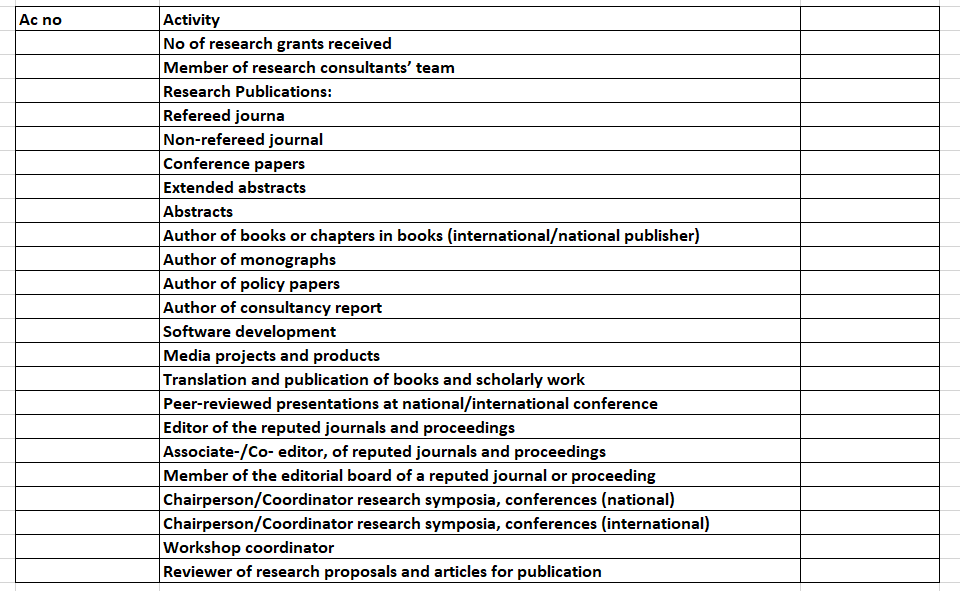 Ac no Activity
No of research grants received
Member of research consultants’ team
Research Publications:
Refereed journa
Non-refereed journal
Conference papers
Extended abstracts
Abstracts
Author of books or chapters in books (international/national publisher)
Author of monographs
Author of policy papers
Author of consultancy report
Software development
Media projects and products
Translation and publication of books and scholarly work
Peer-reviewed presentations at national/international conference
Editor of the reputed journals and proceedings
Associate-/Co- editor, of reputed journals and proceedings
Member of the editorial board of a reputed journal or proceeding
Chairperson/Coordinator research symposia, conferences (national)
Chairperson/Coordinator research symposia, conferences (international)
Workshop coordinator
Reviewer of research proposals and articles for publication